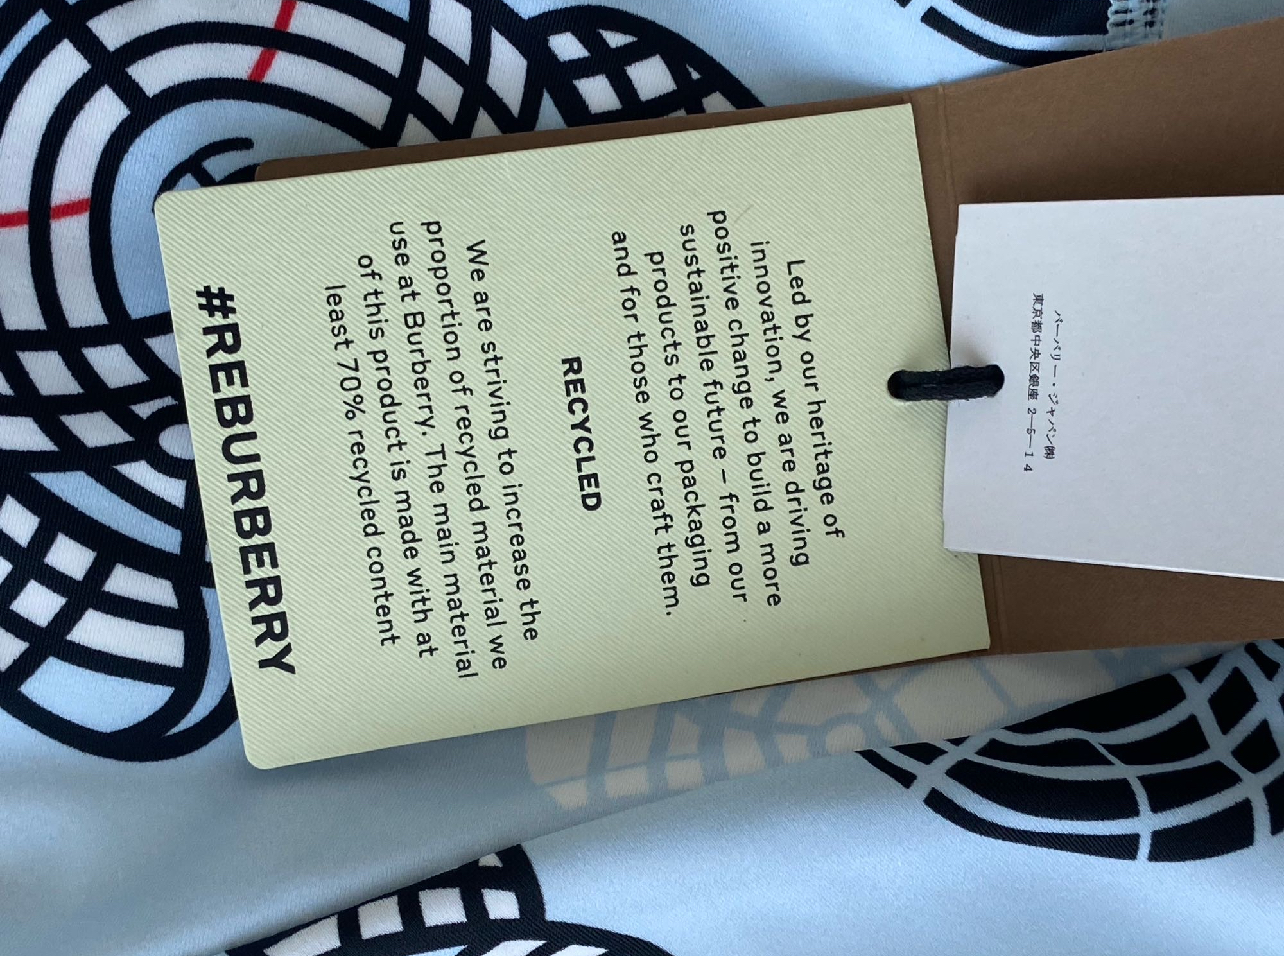 Led by our heritage of
innovation, we are driving
positive change to build a more
sustainable future – from our
products to our packaging
and for those who craft them.
RECYCLED
We are striving to increase the
proportion of recycled material we
use at Burberry. The main material
of this product is made with at
least 70% recycled content
#REBURBERRY
バーバリー・ジャパン㈱
東京都中央区銀座 2―5―1 4